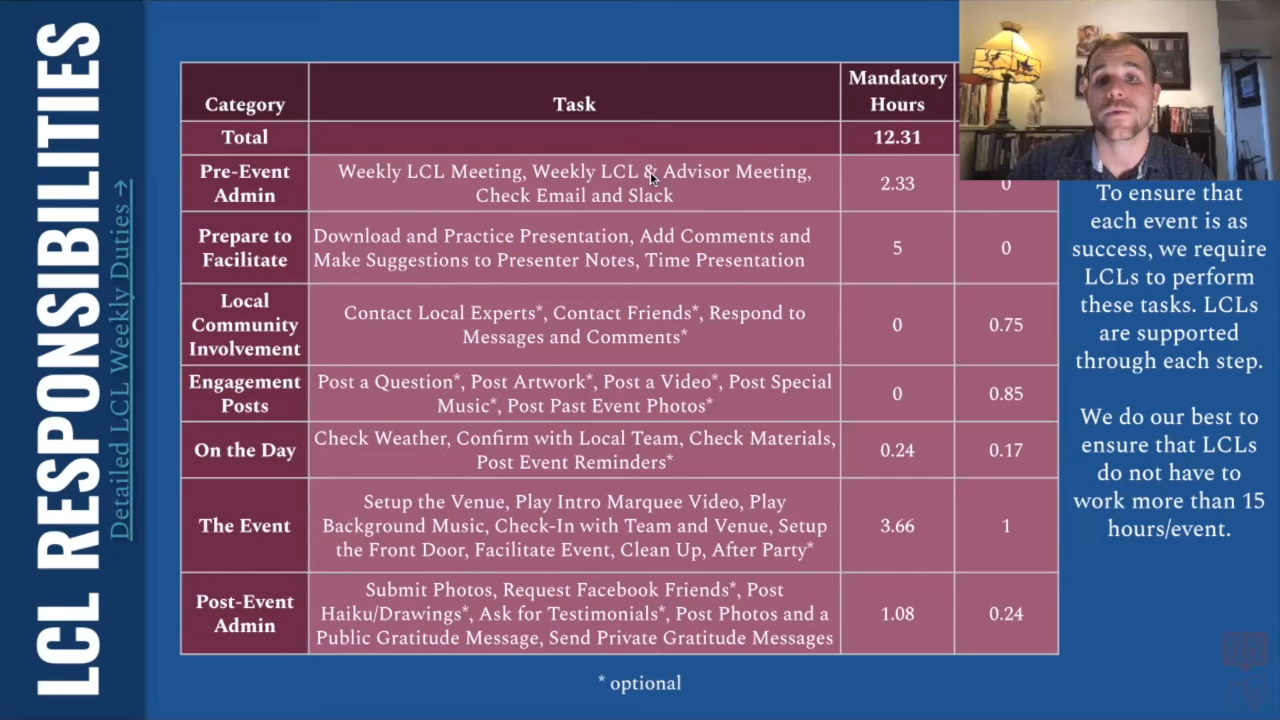 LCL RESPONSIBILITIES
Detailed LCL Weekly Duties →
Category Task Mandatory Hours
Total 12.31
Pre-Event Admin
Weekly LCL Meeting, Weekly LCL & Advisor Meeting,
Check Email and Slack
2.33 0
Prepare to Facilitate
Download and Practice Presentation, Add Comments and
Make Suggestions to Presenter Notes, Time Presentation
5 0
Local Community Involvement
Contact Local Experts*, Contact Friends*, Respond to
Messages and Comments*
0 0.75
Engagement Posts
Post a Question*, Post Artwork*, Post a Video*, Post Special
Music*, Post Past Event Photos*
0 0.85
On the Day
Check Weather, Confirm with Local Team, Check Materials,
Post Event Reminders*
0.24 0.17
The Event
Setup the Venue, Play Intro Marquee Video, Play
Background Music, Check-In with Team and Venue, Setup
the Front Door, Facilitate Event, Clean Up, After Party*
3.66 1
Post-Event Admin
Submit Photos, Request Facebook Friends*, Post
Haiku/Drawings*, Ask for Testimonials*, Post Photos and a
Public Gratitude Message, Send Private Gratitude Messages
1.08 0.24
* optional
To ensure that
each event is as
success, we require
LCLs to perform
these tasks. LCLs
are supported
through each step.
We do our best to
ensure that LCLs
do not have to
work more than 15
hours/event.